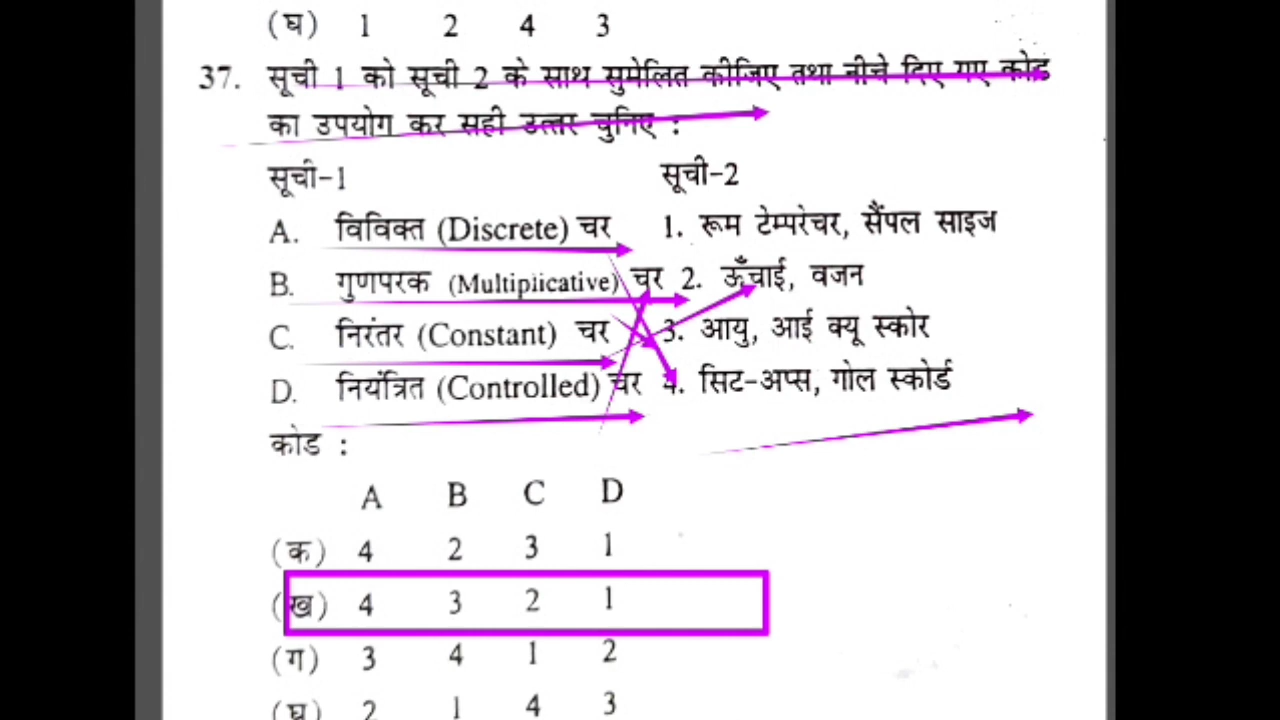 (घ) 1 2 4 3
37. सूची 1 को सूची 2 के साथ सुमेलित कीजिए तथा नीचे दिए गए कोड
का उपयोग कर सही उत्तर चुनिए :
सूची-1 सूची-2
A. विविक्त (Discrete) चर 1. रूम टेम्परेचर, सैंपल साइज
B. गुणपरक (Multipiicative) चर 2. ऊँचाई, वजन
C. निरंतर (Constant) चर 3. आयु, आई क्यू स्कोर
D. नियंत्रित (Controlled) चर 4. सिट-अप्स, गोल स्कोर्ड
कोड :
A B C D
(क) 4 2 3 1
(ख) 4 3 2 1
(ग) 3 4 1 2
(घ) 2 1 4 3